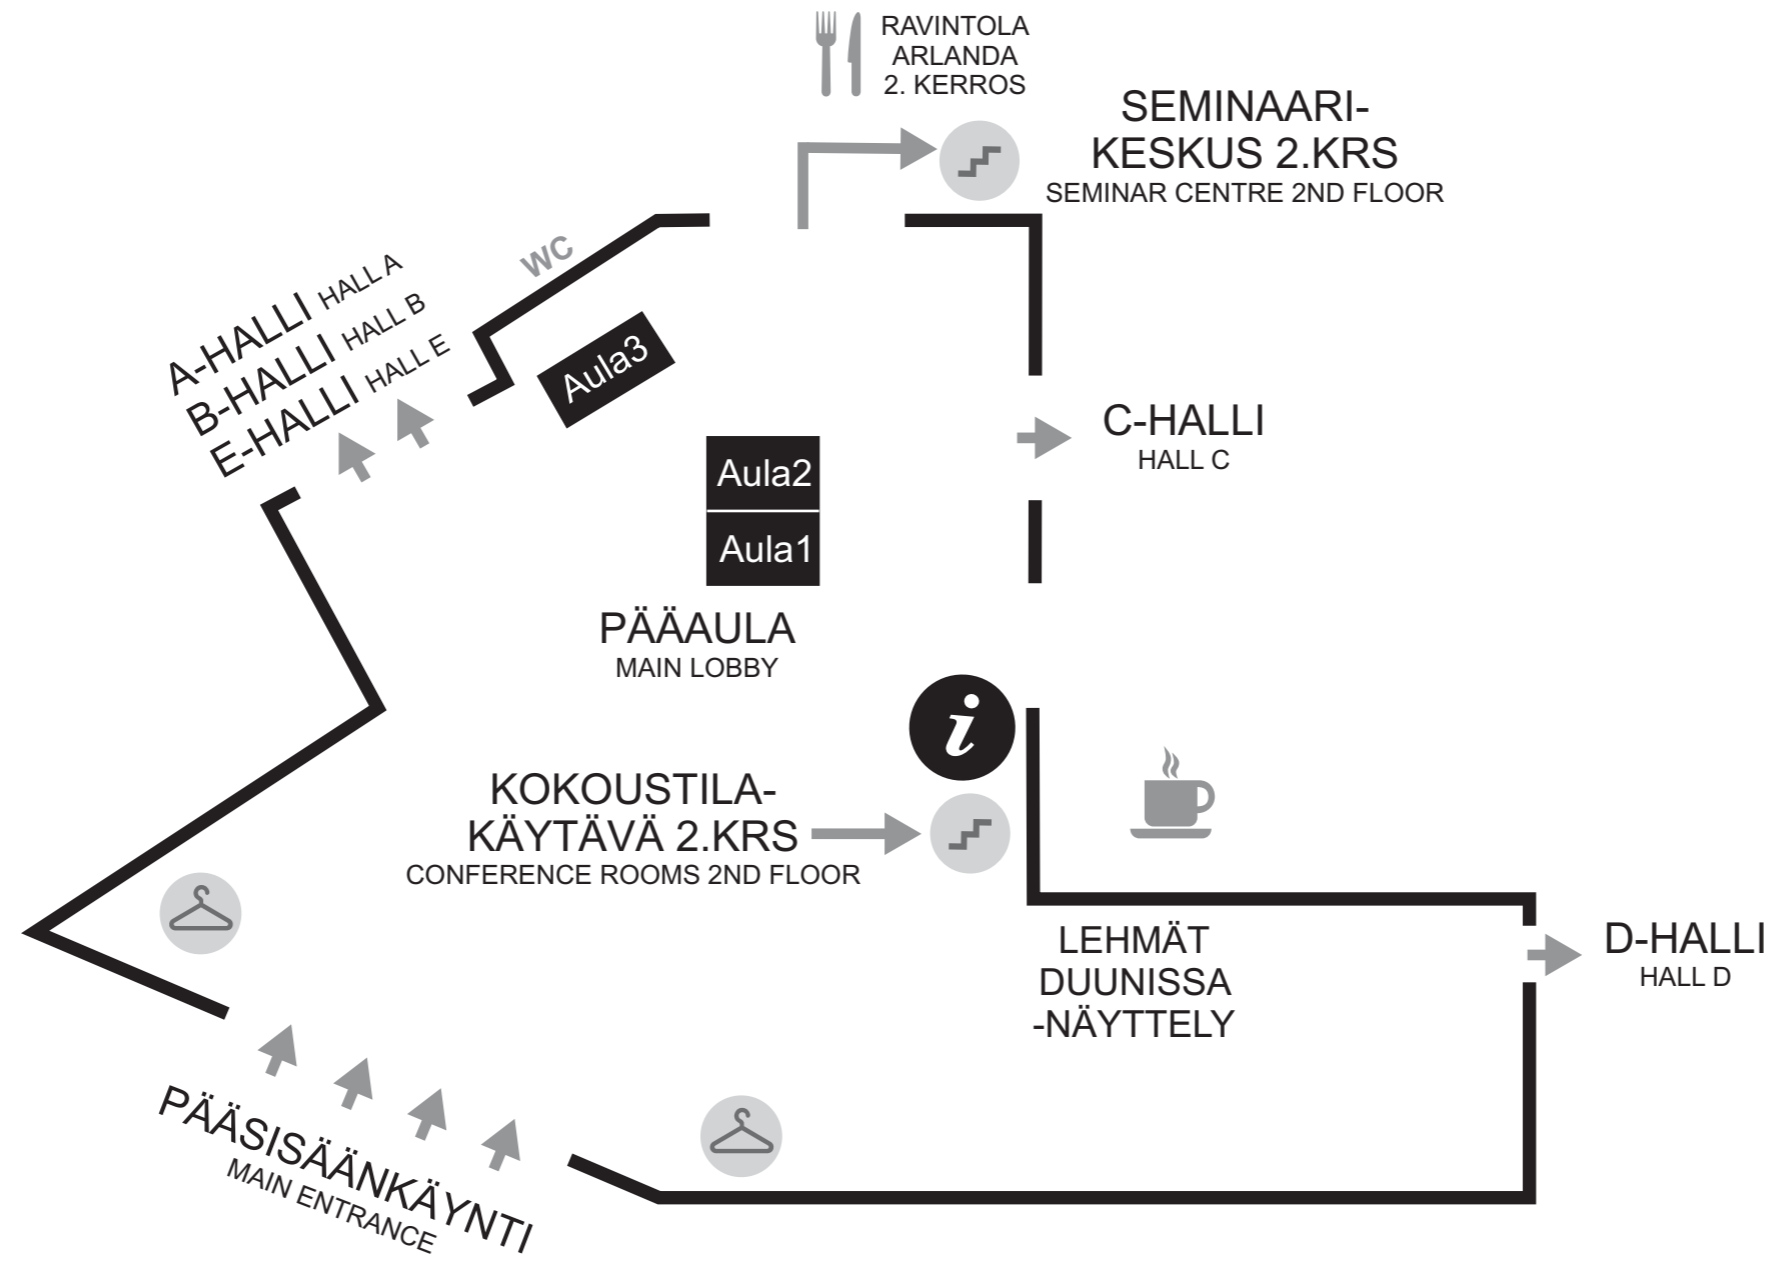 RAVINTOLA
ARLANDA
2. KERROS
SEMINAARI-
KESKUS 2.KRS
SEMINAR CENTRE 2ND FLOOR
WC
A-HALLI HALL A
B-HALLI HALL B
E-HALLI HALL E
Aula3
Aula2
Aula1
C-HALLI
HALL C
PÄÄAULA
MAIN LOBBY
i
KOKOUSTILA-
KÄYTÄVÄ 2.KRS
CONFERENCE ROOMS 2ND FLOOR
LEHMÄT
DUUNISSA
-NÄYTTELY
D-HALLI
HALL D
PÄÄSISÄÄNKÄYNTI
MAIN ENTRANCE